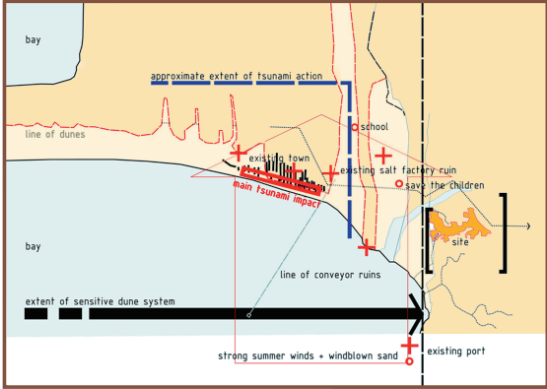 bay
approximate extent of tsunami action
school
line of dunes
existing town
existing salt factory ruin
main tsunami impact
save the children
site
bay
line of conveyor ruins
extent of sensitive dune system
strong summer winds + windblown sand
existing port